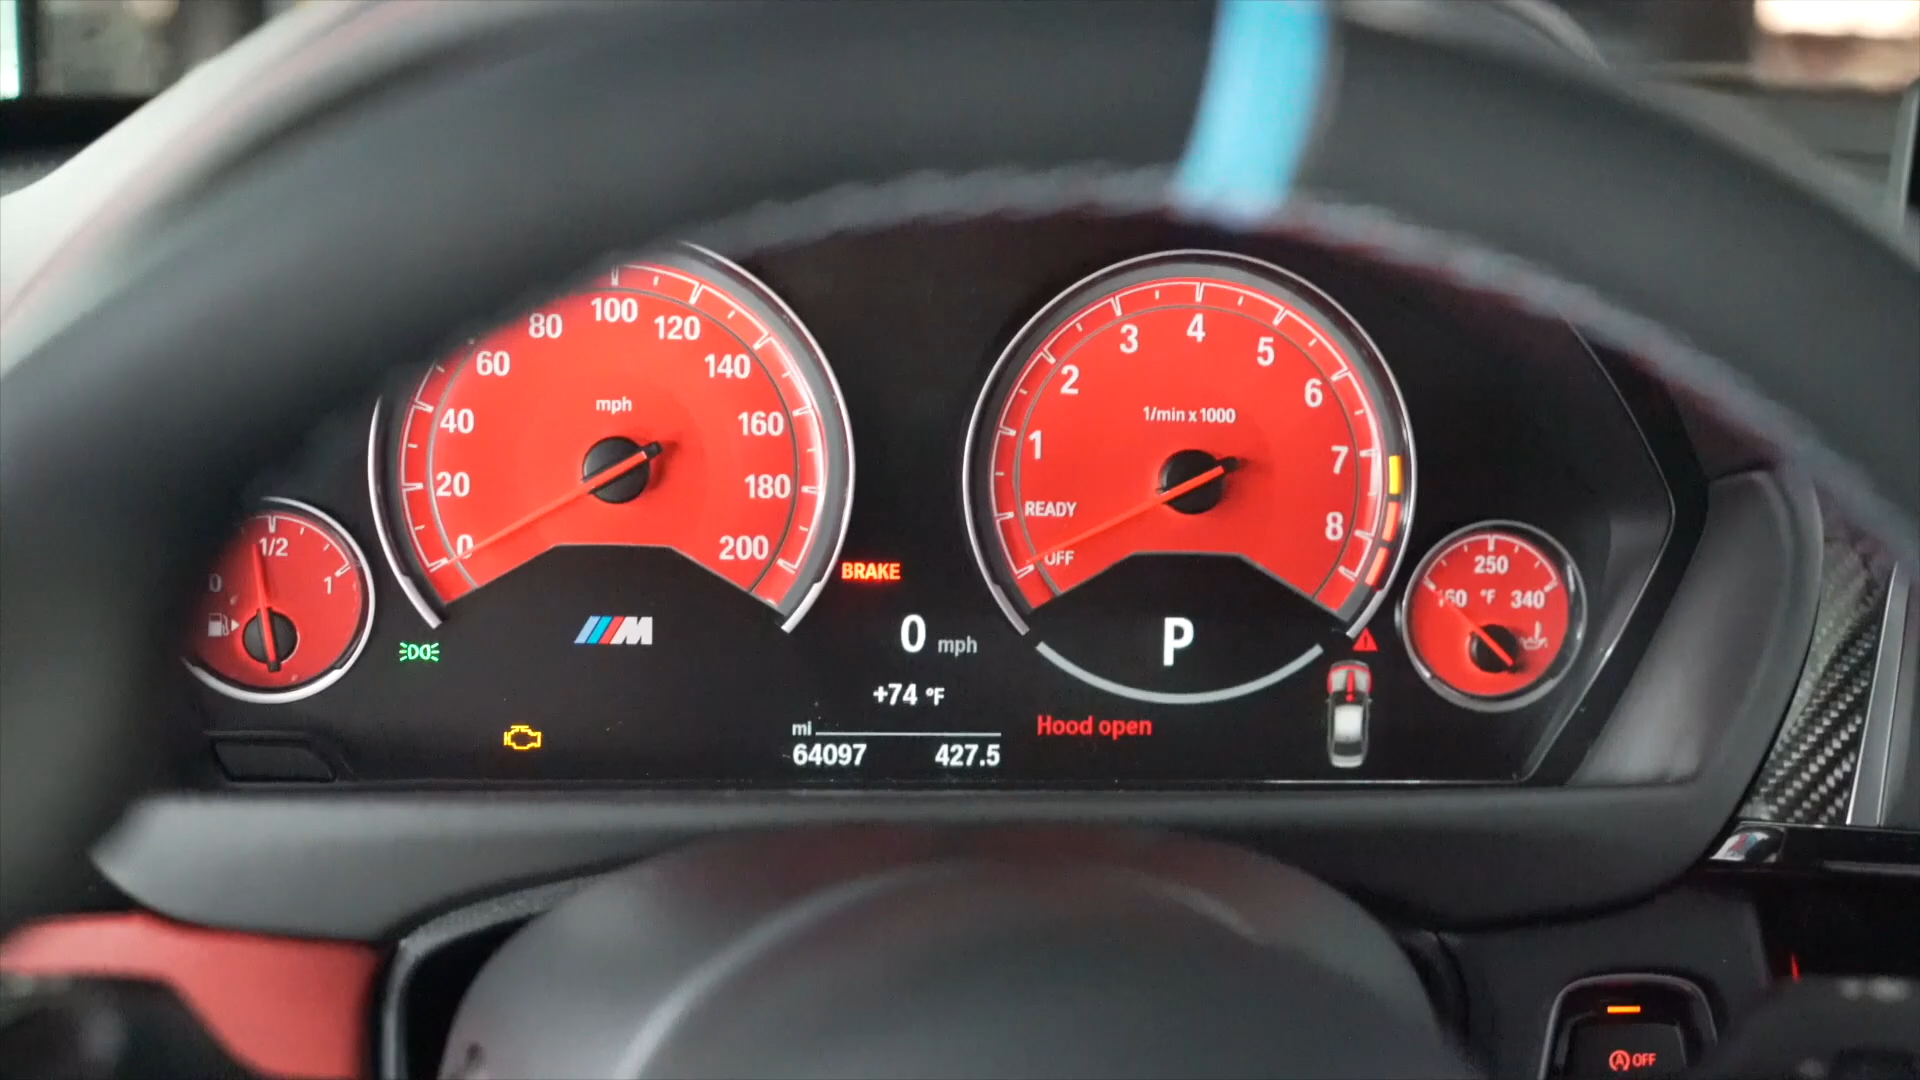 80
100
120
60
140
mph
40
160
20
180
0
200
1/2
0
1
M
BRAKE
0 mph
+74 °F
mi
64097 427.5
4
3
5
2
6
1/min x 1000
1
7
READY
8
OFF
P
Hood open
250
°F
340
A OFF